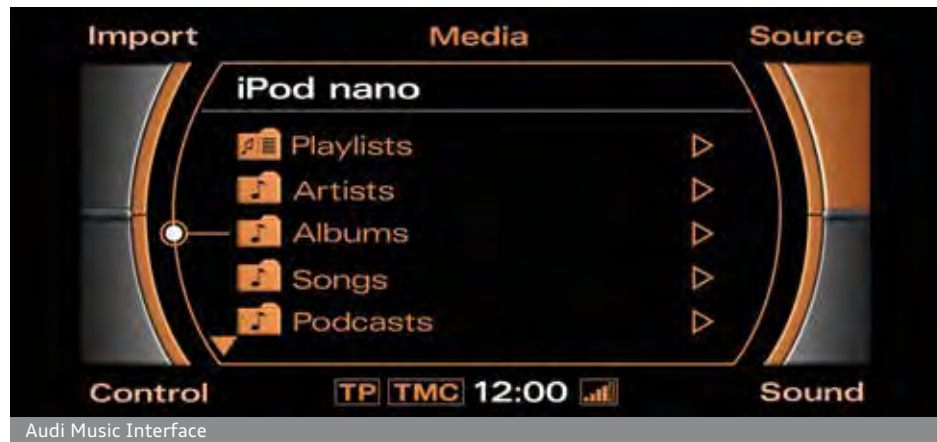 Import Media Source
iPod nano
Playlists
Artists
Albums
Songs
Podcasts
Control TP TMC 12:00 Sound
Audi Music Interface